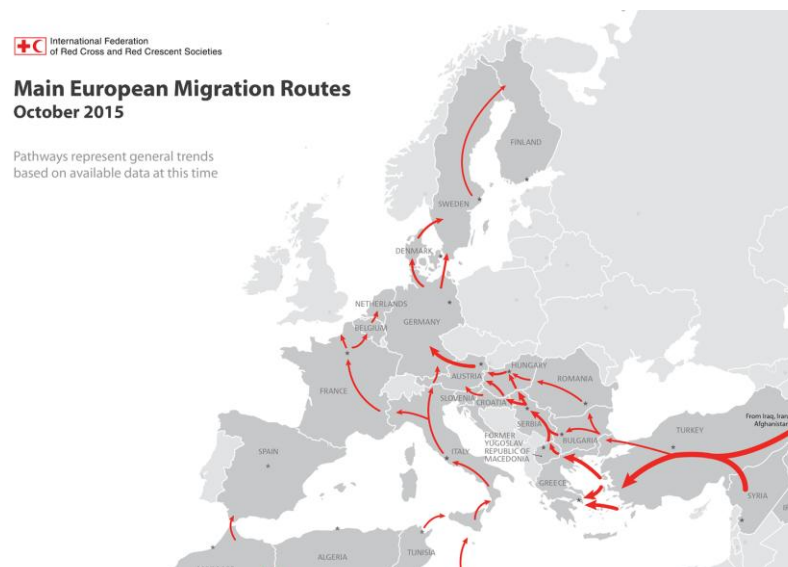 International Federation
of Red Cross and Red Crescent Societies
Main European Migration Routes
October 2015
Pathways represent general trends
based on available data at this time
FINLAND
SWEDEN
DENMARK
NETHERLANDS
BELGIUM
GERMANY
FRANCE
AUSTRIA
HUNGARY
SLOVENIA
CROATIA
ROMANIA
SERBIA
BULGARIA
FORMER
YUGOSLAV
REPUBLIC OF
MACEDONIA
ITALY
SPAIN
GREECE
TURKEY
From Iraq, Iran
Afghanistan
SYRIA
ALGERIA
TUNISIA